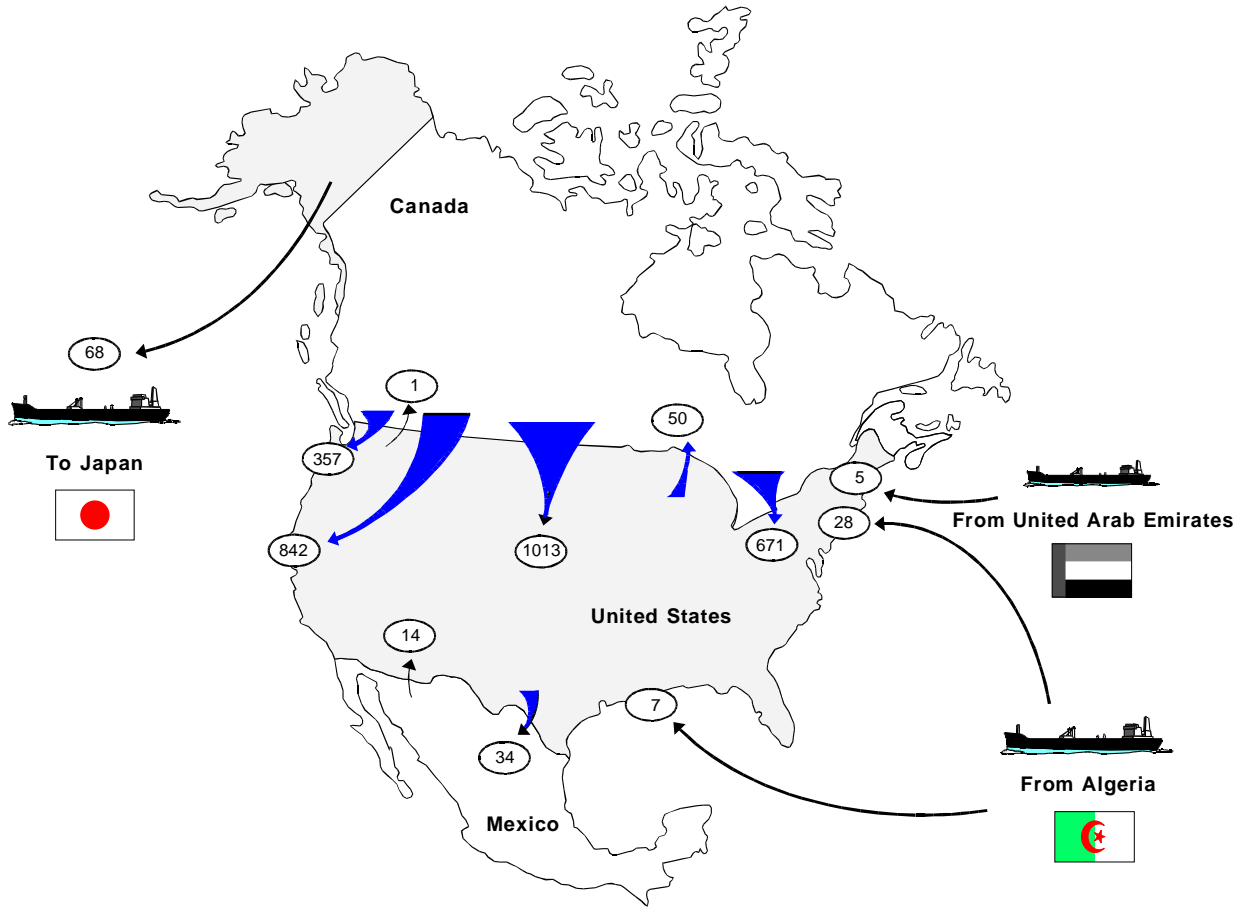 Canada
68
1
50
To Japan
357
5
28
From United Arab Emirates
842
1013
671
United States
14
7
34
From Algeria
Mexico